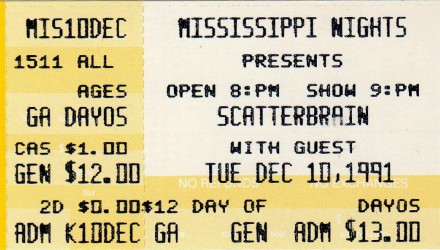 MIS10DEC
1511 ALL
AGES
GA DAYOS
CAS $1.00
GEN $12.00
2D $0.00
ADM K10DEC
MISSISSIPPI NIGHTS
PRESENTS
OPEN 8:PM SHOW 9:PM
SCATTERBRAIN
WITH GUEST
TUE DEC 10,1991
NO REFUNDS NO EXCHANGES
$12 DAY OF DAYOS
GA GEN ADM $13.00